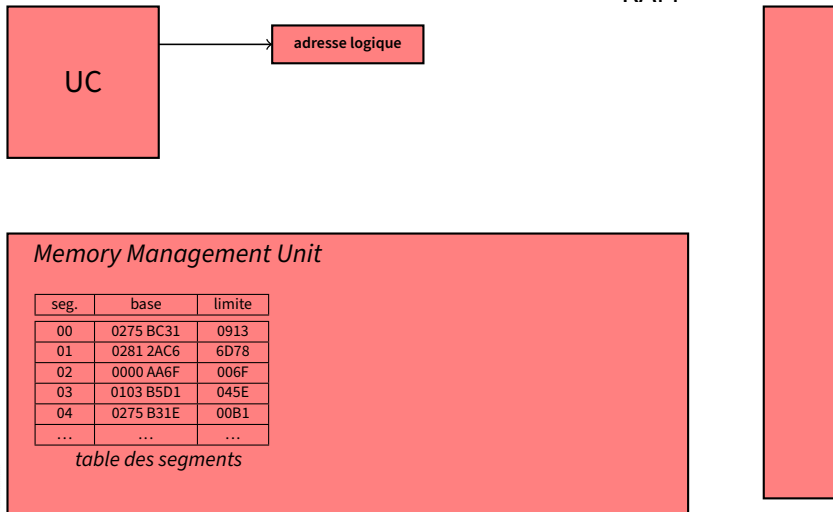 adresse logique
UC
Memory Management Unit
seg. base limite
00 0275 BC31 0913
01 0281 2AC6 6D78
02 0000 AA6F 006F
03 0103 B5D1 045E
04 0275 B31E 00B1
… … …
table des segments